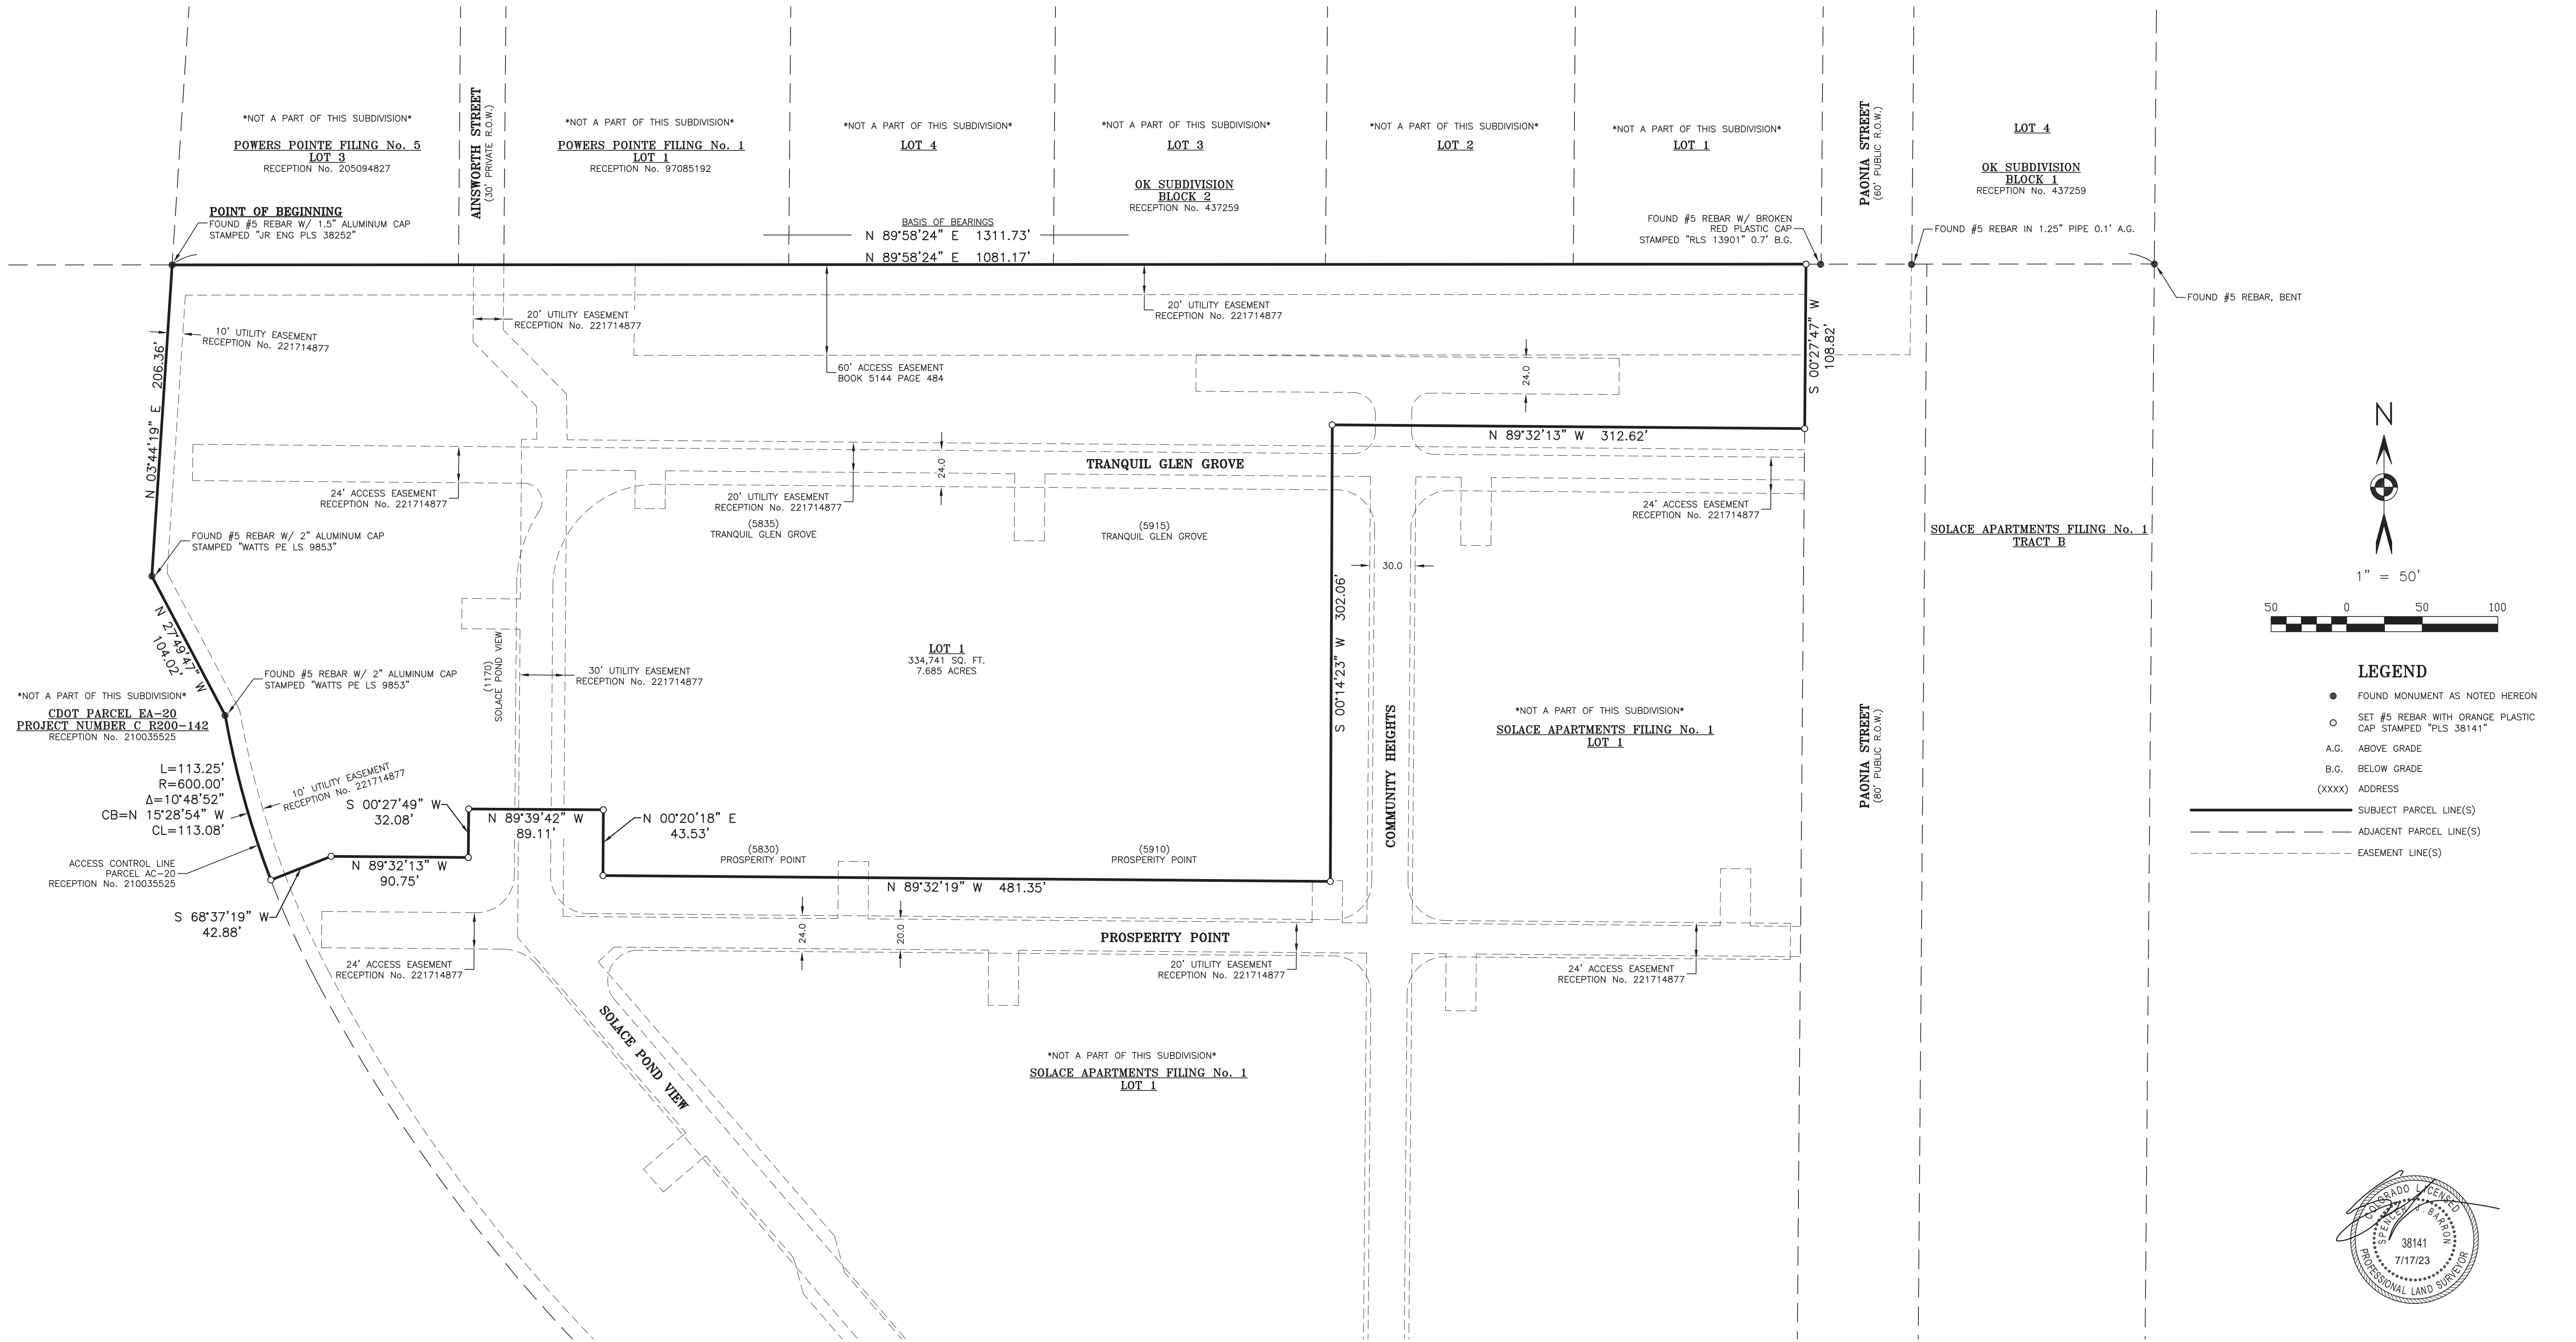 *NOT A PART OF THIS SUBDIVISION*
POWERS POINTE FILING No. 5
LOT 3
RECEPTION No. 205094827
AINSWORTH STREET
(30' PRIVATE R.O.W.)
*NOT A PART OF THIS SUBDIVISION*
POWERS POINTE FILING No. 1
LOT 1
RECEPTION No. 97085192
*NOT A PART OF THIS SUBDIVISION*
LOT 4
*NOT A PART OF THIS SUBDIVISION*
LOT 3
OK SUBDIVISION
BLOCK 2
RECEPTION No. 437259
*NOT A PART OF THIS SUBDIVISION*
LOT 2
*NOT A PART OF THIS SUBDIVISION*
LOT 1
PAONIA STREET
(60' PUBLIC R.O.W.)
LOT 4
OK SUBDIVISION
BLOCK 1
RECEPTION No. 437259
POINT OF BEGINNING
FOUND #5 REBAR W/ 1.5" ALUMINUM CAP
STAMPED "JR ENG PLS 38252"
BASIS OF BEARINGS
N 89°58'24" E 1311.73'
N 89°58'24" E 1081.17'
FOUND #5 REBAR W/ BROKEN
RED PLASTIC CAP
STAMPED "RLS 13901" 0.7' B.G.
FOUND #5 REBAR IN 1.25" PIPE 0.1' A.G.
FOUND #5 REBAR, BENT
10' UTILITY EASEMENT
RECEPTION No. 221714877
20' UTILITY EASEMENT
RECEPTION No. 221714877
20' UTILITY EASEMENT
RECEPTION No. 221714877
60' ACCESS EASEMENT
BOOK 5144 PAGE 484
S 00°27'47" W
108.82'
24.0
N 03°44'19" E 206.36'
N 89°32'13" W 312.62'
TRANQUIL GLEN GROVE
24.0
24' ACCESS EASEMENT
RECEPTION No. 221714877
20' UTILITY EASEMENT
RECEPTION No. 221714877
(5835)
TRANQUIL GLEN GROVE
(5915)
TRANQUIL GLEN GROVE
24' ACCESS EASEMENT
RECEPTION No. 221714877
FOUND #5 REBAR W/ 2" ALUMINUM CAP
STAMPED "WATTS PE LS 9853"
SOLACE APARTMENTS FILING No. 1
TRACT B
30.0
N 27°49'47" W
104.02'
S 00°14'23" W 302.06'
LOT 1
334,741 SQ. FT.
7.685 ACRES
(1170)
SOLACE POND VIEW
30' UTILITY EASEMENT
RECEPTION No. 221714877
FOUND #5 REBAR W/ 2" ALUMINUM CAP
STAMPED "WATTS PE LS 9853"
*NOT A PART OF THIS SUBDIVISION*
CDOT PARCEL EA-20
PROJECT NUMBER C R200-142
RECEPTION No. 210035525
COMMUNITY HEIGHTS
*NOT A PART OF THIS SUBDIVISION*
SOLACE APARTMENTS FILING No. 1
LOT 1
PAONIA STREET
(80' PUBLIC R.O.W.)
L=113.25'
R=600.00'
Δ=10°48'52"
CB=N 15°28'54" W
CL=113.08'
10' UTILITY EASEMENT
RECEPTION No. 221714877
S 00°27'49" W
32.08'
N 89°39'42" W
89.11'
N 00°20'18" E
43.53'
(5830)
PROSPERITY POINT
(5910)
PROSPERITY POINT
ACCESS CONTROL LINE
PARCEL AC-20
RECEPTION No. 210035525
N 89°32'13" W
90.75'
N 89°32'19" W 481.35'
S 68°37'19" W
42.88'
24.0
20.0
PROSPERITY POINT
24' ACCESS EASEMENT
RECEPTION No. 221714877
20' UTILITY EASEMENT
RECEPTION No. 221714877
24' ACCESS EASEMENT
RECEPTION No. 221714877
SOLACE POND VIEW
*NOT A PART OF THIS SUBDIVISION*
SOLACE APARTMENTS FILING No. 1
LOT 1
N
1" = 50'
50 0 50 100
LEGEND
FOUND MONUMENT AS NOTED HEREON
SET #5 REBAR WITH ORANGE PLASTIC
CAP STAMPED "PLS 38141"
A.G. ABOVE GRADE
B.G. BELOW GRADE
(XXXX) ADDRESS
SUBJECT PARCEL LINE(S)
ADJACENT PARCEL LINE(S)
EASEMENT LINE(S)
COLORADO LICENSED
SPENCER J. BARRON
38141
7/17/23
PROFESSIONAL LAND SURVEYOR